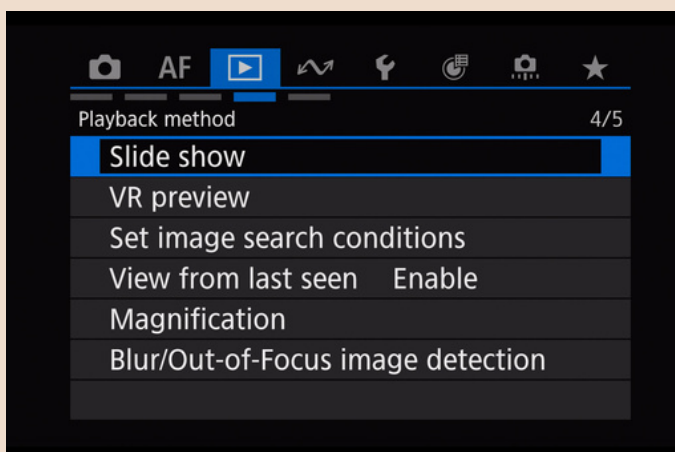 AF
Playback method 4/5
Slide show
VR preview
Set image search conditions
View from last seen Enable
Magnification
Blur/Out-of-Focus image detection